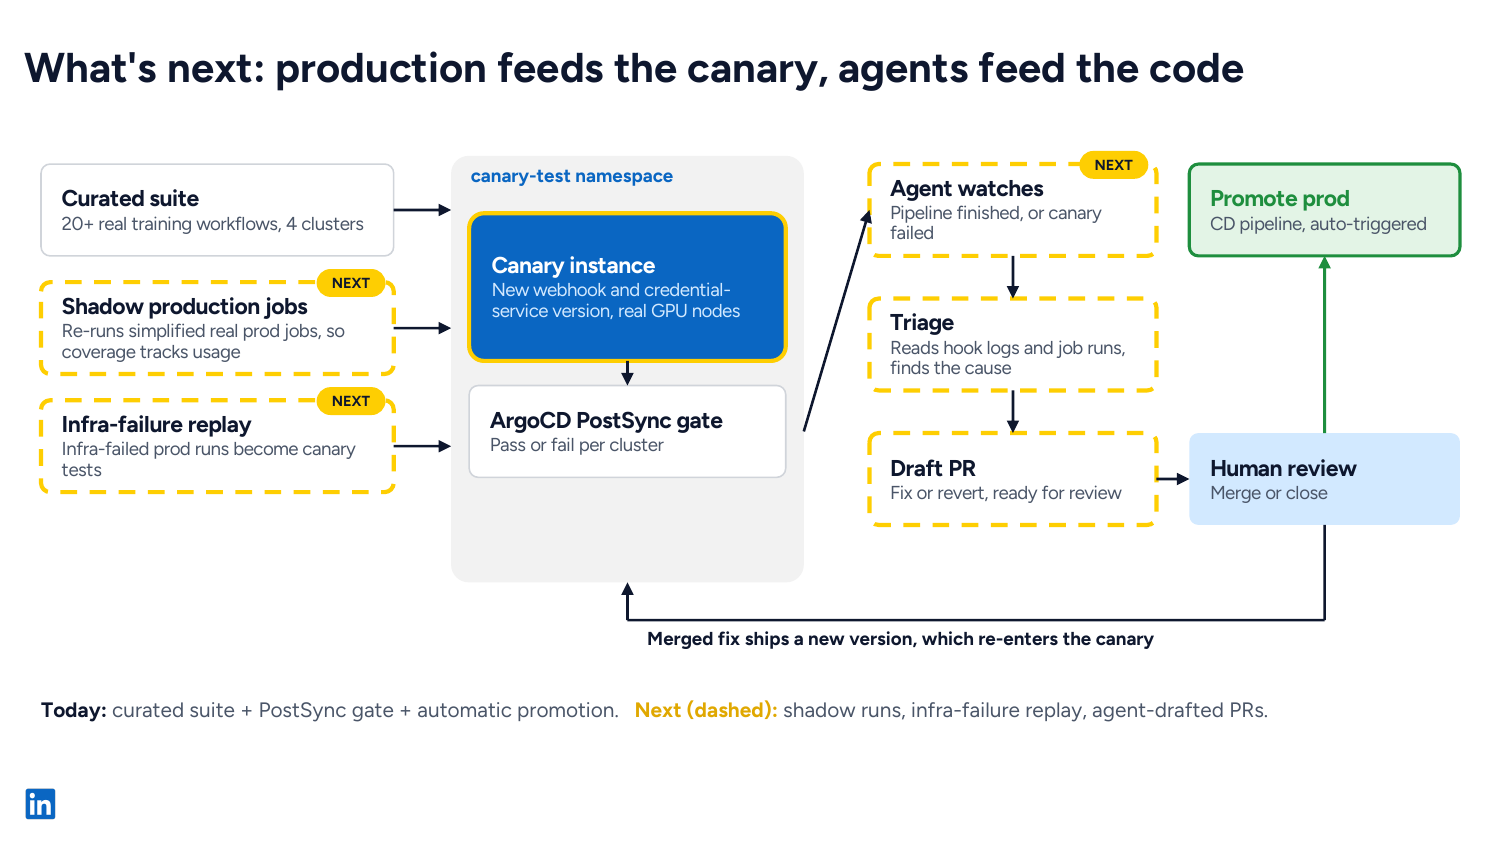 What's next: production feeds the canary, agents feed the code
Curated suite
20+ real training workflows, 4 clusters
NEXT
Shadow production jobs
Re-runs simplified real prod jobs, so
coverage tracks usage
NEXT
Infra-failure replay
Infra-failed prod runs become canary
tests
canary-test namespace
Canary instance
New webhook and credential-
service version, real GPU nodes
ArgoCD PostSync gate
Pass or fail per cluster
NEXT
Agent watches
Pipeline finished, or canary
failed
Triage
Reads hook logs and job runs,
finds the cause
Draft PR
Fix or revert, ready for review
Promote prod
CD pipeline, auto-triggered
Human review
Merge or close
Merged fix ships a new version, which re-enters the canary
Today: curated suite + PostSync gate + automatic promotion. Next (dashed): shadow runs, infra-failure replay, agent-drafted PRs.
in